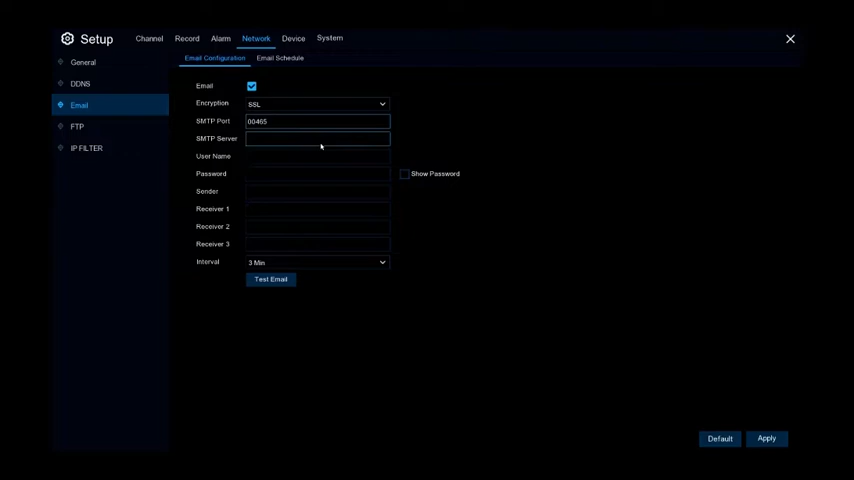 Setup Channel Record Alarm Network Device System
General Email Configuration Email Schedule
DDNS Email
Email Encryption SSL
SMTP Port 00465
FTP SMTP Server
IP FILTER User Name
Password Show Password
Sender
Receiver 1
Receiver 2
Receiver 3
Interval 3 Min
Test Email
Default Apply